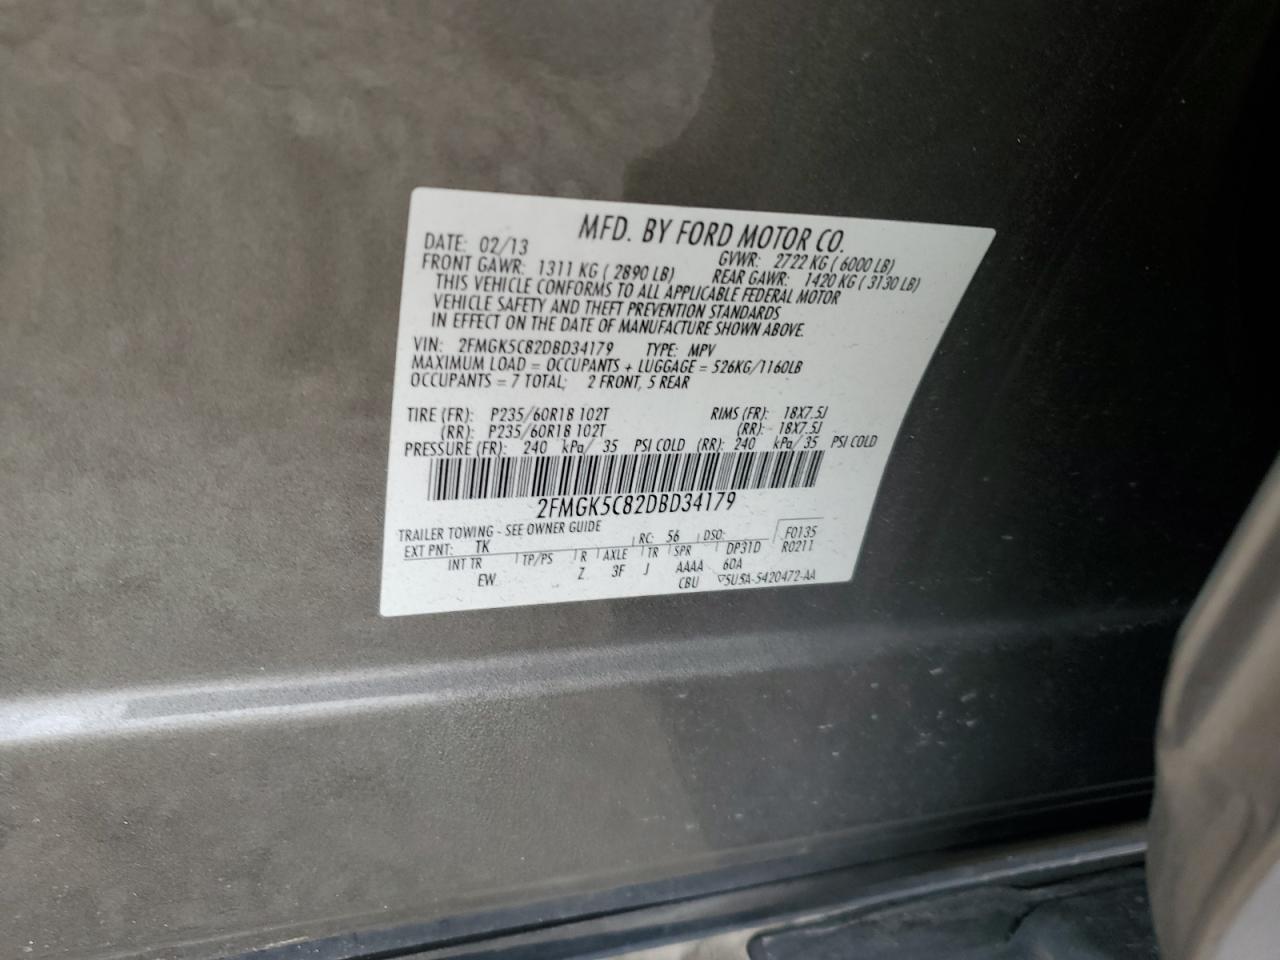 MFD. BY FORD MOTOR CO.
DATE: 02/13 GVWR: 2722 KG ( 6000 LB)
FRONT GAWR: 1311 KG ( 2890 LB) REAR GAWR: 1420 KG ( 3130 LB)
THIS VEHICLE CONFORMS TO ALL APPLICABLE FEDERAL MOTOR
VEHICLE SAFETY AND THEFT PREVENTION STANDARDS
IN EFFECT ON THE DATE OF MANUFACTURE SHOWN ABOVE.
VIN: 2FMGK5C82DBD34179 TYPE: MPV
MAXIMUM LOAD = OCCUPANTS + LUGGAGE = 526KG/1160LB
OCCUPANTS = 7 TOTAL; 2 FRONT, 5 REAR
TIRE (FR): P235/60R18 102T RIMS (FR): 18X7.5J
(RR): P235/60R18 102T (RR): 18X7.5J
PRESSURE (FR): 240 kPa/ 35 PSI COLD (RR): 240 kPa/ 35 PSI COLD
2FMGK5C82DBD34179
TRAILER TOWING - SEE OWNER GUIDE
EXT PNT: TK RC: 56 DSO: F0135
INT TR TP/PS R AXLE TR SPR DP31D R0211
EW Z 3F J AAAA 60A
CBU ▽5U5A-5420472-AA